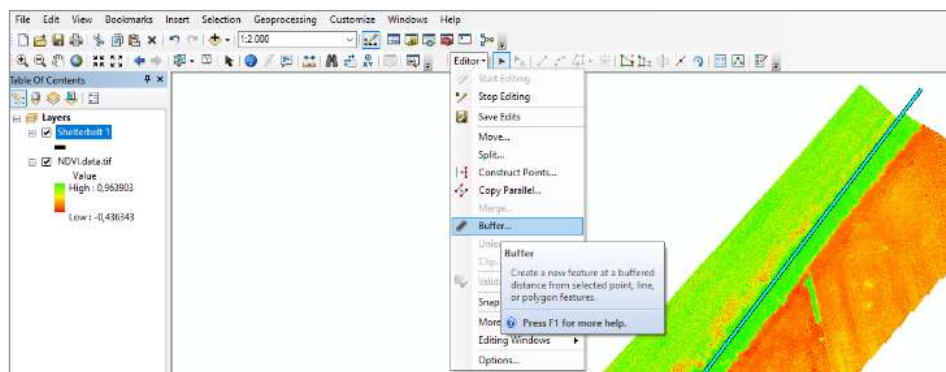 File Edit View Bookmarks Insert Selection Geoprocessing Customize Windows Help
1:2 000
Editor
Table Of Contents
Layers
Shelterbelt 1
NDVI.data.tif
Value
High : 0,963903
Low : -0,436343
Start Editing
Stop Editing
Save Edits
Move...
Split...
Construct Points...
Copy Parallel...
Merge...
Buffer...
Clip...
Snap
More
Editing Windows
Options...
Buffer
Create a new feature at a buffered
distance from selected point, line,
or polygon features.
Press F1 for more help.